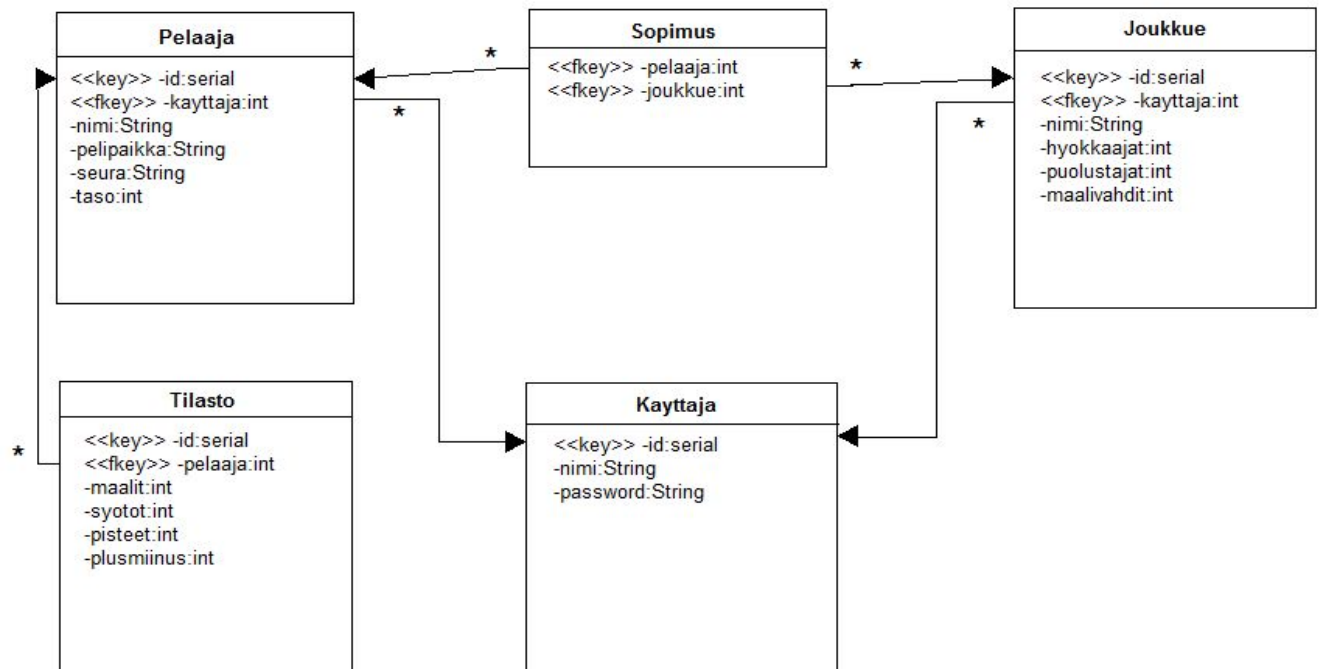 Pelaaja
<<key>> -id:serial
<<fkey>> -kayttaja:int
-nimi:String
-pelipaikka:String
-seura:String
-taso:int
*
*
Sopimus
<<fkey>> -pelaaja:int
<<fkey>> -joukkue:int
*
Joukkue
<<key>> -id:serial
<<fkey>> -kayttaja:int
-nimi:String
-hyokkaajat:int
-puolustajat:int
-maalivahdit:int
*
Tilasto
<<key>> -id:serial
<<fkey>> -pelaaja:int
-maalit:int
-syotot:int
-pisteet:int
-plusmiinus:int
*
Kayttaja
<<key>> -id:serial
-nimi:String
-password:String